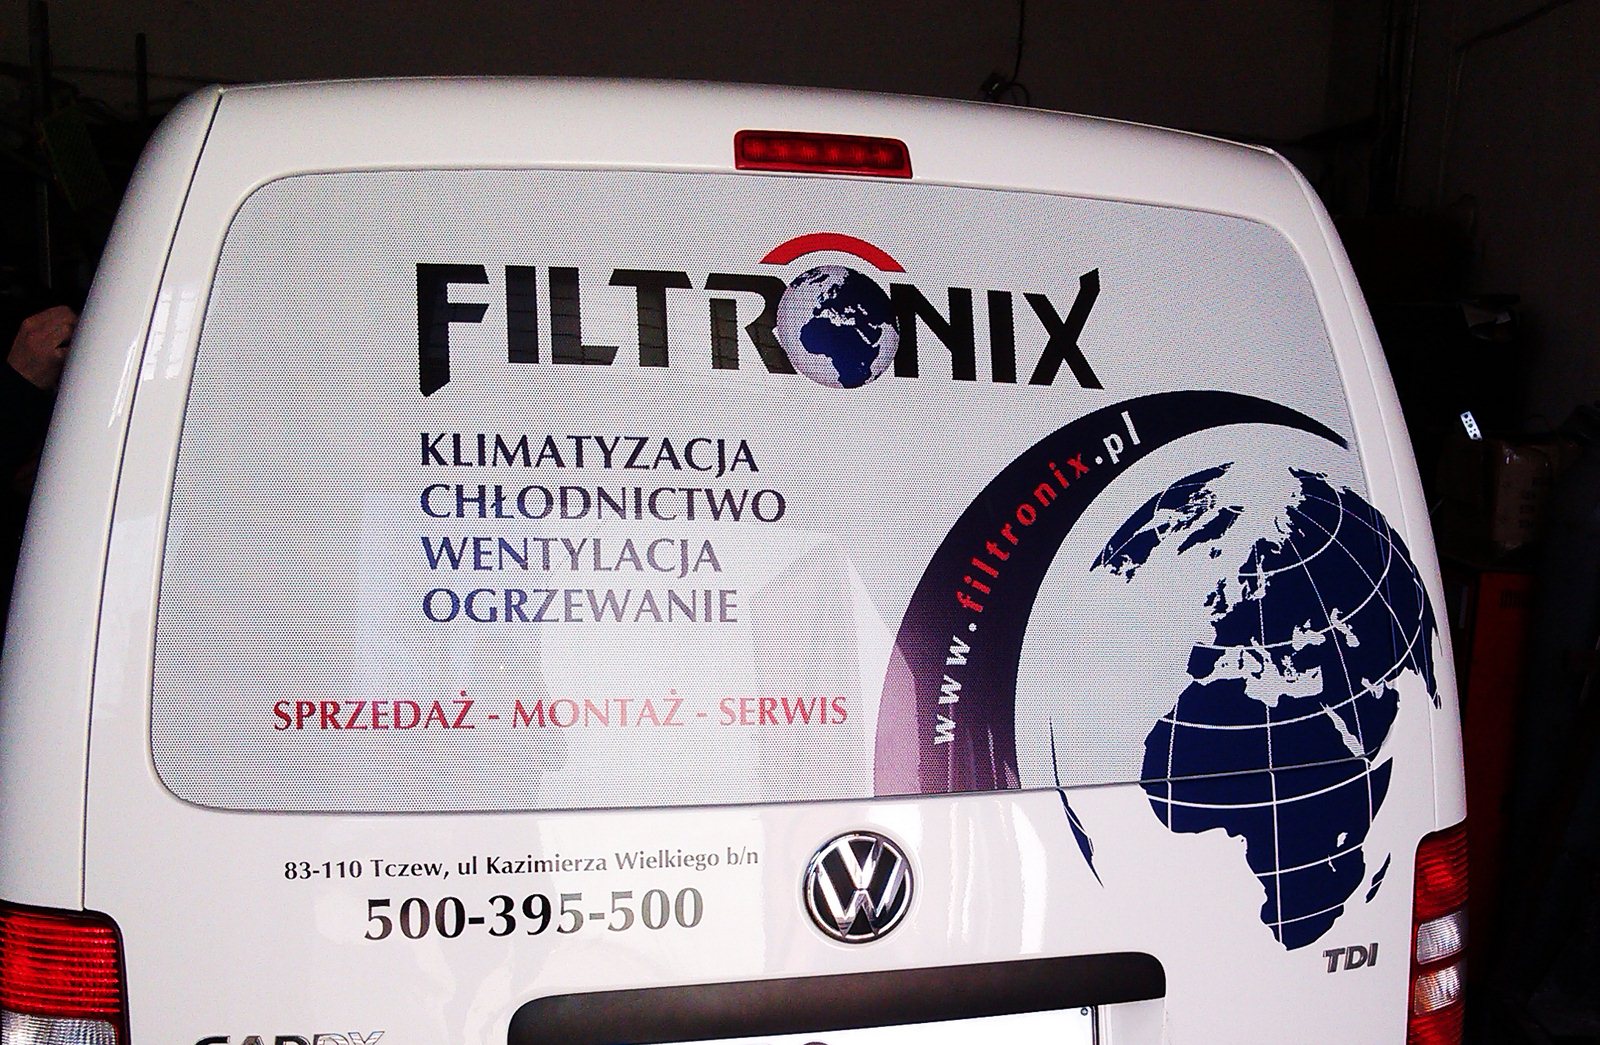 FILTRONIX
KLIMATYZACJA
CHŁODNICTWO
WENTYLACJA
OGRZEWANIE
www.filtronix.pl
SPRZEDAŻ - MONTAŻ - SERWIS
83-110 Tczew, ul Kazimierza Wielkiego b/n
500-395-500
TDI
CADDY